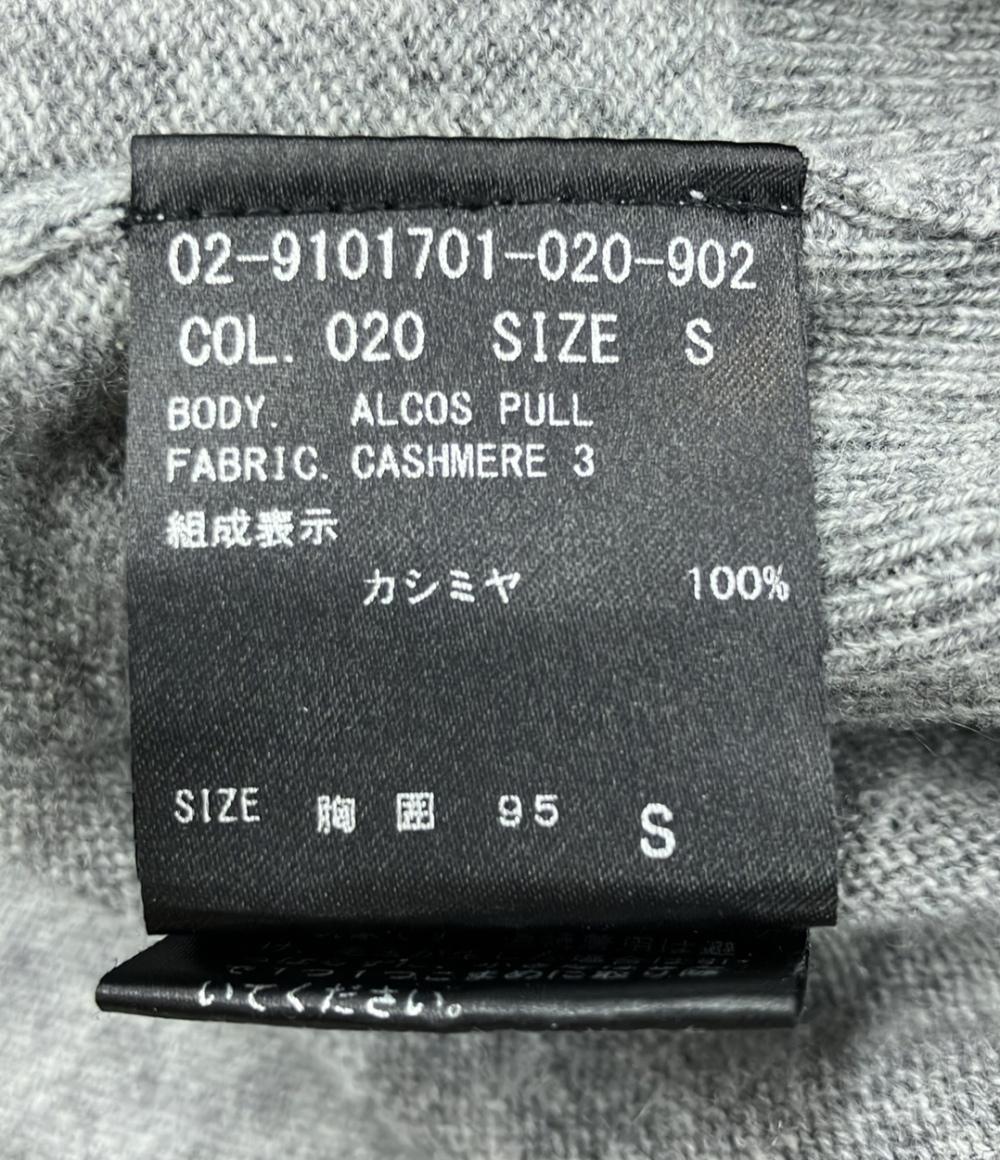 02-9101701-020-902
COL. 020 SIZE S
BODY. ALCOS PULL
FABRIC. CASHMERE 3
組成表示
カシミヤ 100%
SIZE 胸囲 95 S
いてください。